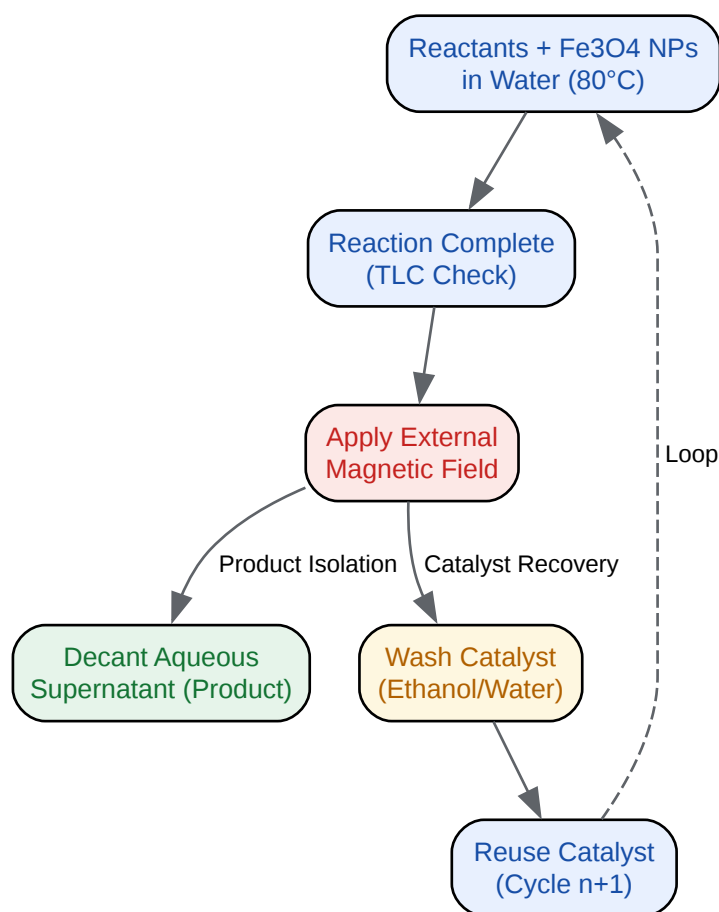 Reactants + Fe3O4 NPs
in Water (80°C)
Reaction Complete
(TLC Check)
Apply External
Magnetic Field
Loop
Product Isolation
Catalyst Recovery
Decant Aqueous
Supernatant (Product)
Wash Catalyst
(Ethanol/Water)
Reuse Catalyst
(Cycle n+1)